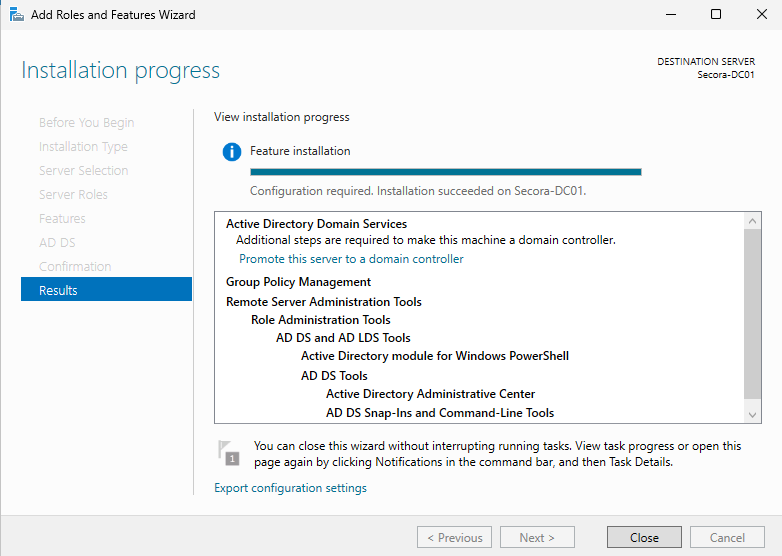 Add Roles and Features Wizard
Installation progress
DESTINATION SERVER
Secora-DC01
Before You Begin
Installation Type
Server Selection
Server Roles
Features
AD DS
Confirmation
Results
View installation progress
Feature installation
Configuration required. Installation succeeded on Secora-DC01.
Active Directory Domain Services
Additional steps are required to make this machine a domain controller.
Promote this server to a domain controller
Group Policy Management
Remote Server Administration Tools
Role Administration Tools
AD DS and AD LDS Tools
Active Directory module for Windows PowerShell
AD DS Tools
Active Directory Administrative Center
AD DS Snap-Ins and Command-Line Tools
1
You can close this wizard without interrupting running tasks. View task progress or open this
page again by clicking Notifications in the command bar, and then Task Details.
Export configuration settings
< Previous
Next >
Close
Cancel